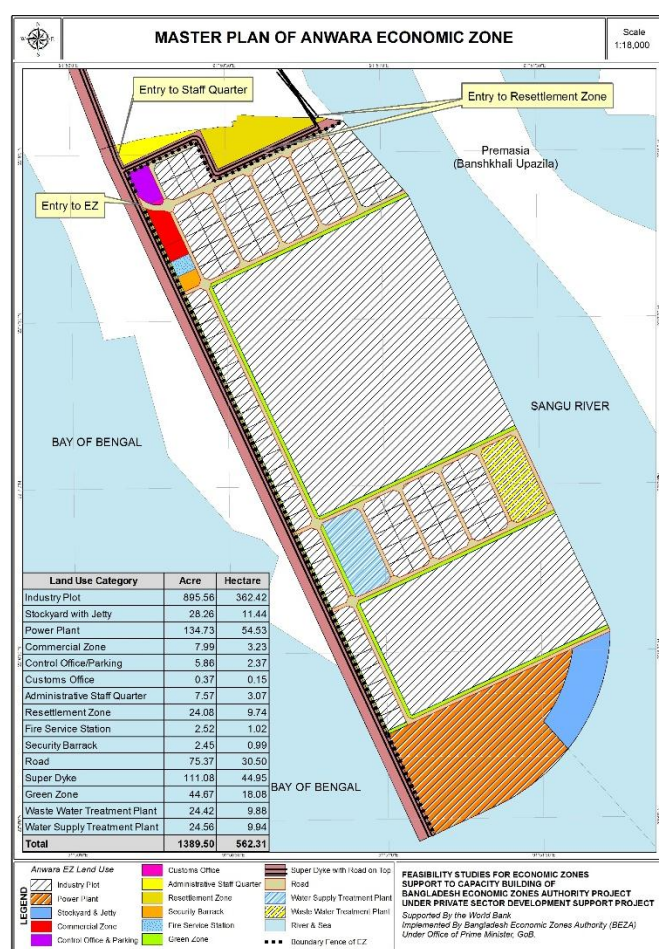 MASTER PLAN OF ANWARA ECONOMIC ZONE
Scale
1:18,000
N
W
E
S
Entry to Staff Quarter
Entry to Resettlement Zone
Premasia
(Banshkhali Upazila)
Entry to EZ
SANGU RIVER
BAY OF BENGAL
Land Use Category Acre Hectare
Industry Plot 895.56 362.42
Stockyard with Jetty 28.26 11.44
Power Plant 134.73 54.53
Commercial Zone 7.99 3.23
Control Office/Parking 5.86 2.37
Customs Office 0.37 0.15
Administrative Staff Quarter 7.57 3.07
Resettlement Zone 24.08 9.74
Fire Service Station 2.52 1.02
Security Barrack 2.45 0.99
Road 75.37 30.50
Super Dyke 111.08 44.95
Green Zone 44.67 18.08
Waste Water Treatment Plant 24.42 9.88
Water Supply Treatment Plant 24.56 9.94
Total 1389.50 562.31
BAY OF BENGAL
LEGEND
Anwara EZ Land Use
Industry Plot
Power Plant
Stockyard & Jetty
Commercial Zone
Control Office & Parking
Customs Office
Administrative Staff Quarter
Resettlement Zone
Security Barrack
Fire Service Station
Green Zone
Super Dyke with Road on Top
Road
Water Supply Treatment Plant
Waste Water Treatment Plant
River & Sea
Boundary Fence of EZ
FEASIBILITY STUDIES FOR ECONOMIC ZONES
SUPPORT TO CAPACITY BUILDING OF
BANGLADESH ECONOMIC ZONES AUTHORITY PROJECT
UNDER PRIVATE SECTOR DEVELOPMENT SUPPORT PROJECT
Supported By the World Bank
Implemented By Bangladesh Economic Zones Authority (BEZA)
Under Office of Prime Minister, GoB.